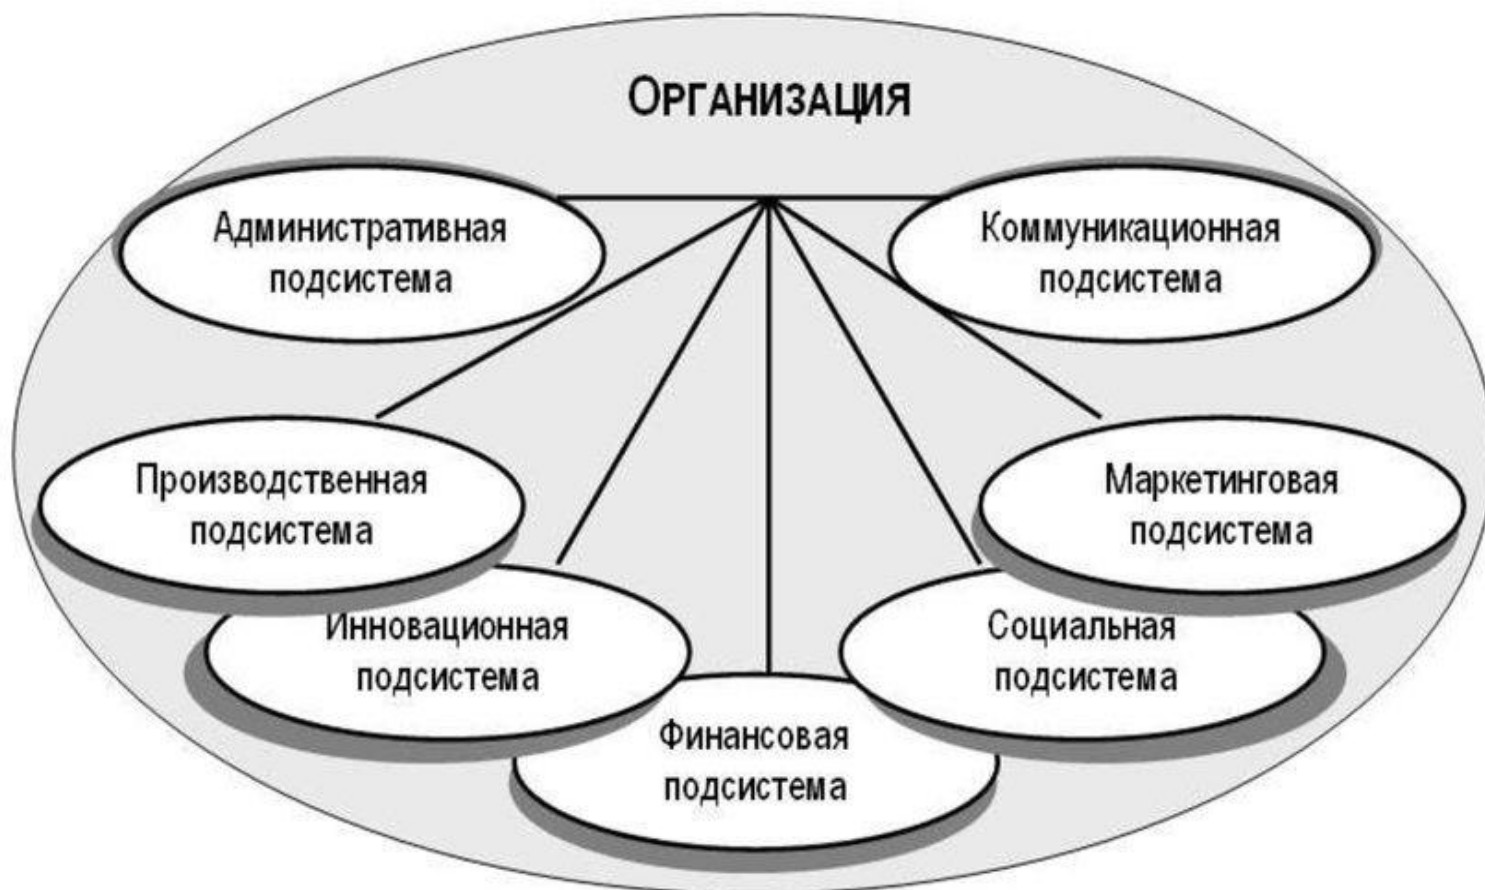 ОРГАНИЗАЦИЯ
Административная
подсистема
Коммуникационная
подсистема
Производственная
подсистема
Маркетинговая
подсистема
Инновационная
подсистема
Социальная
подсистема
Финансовая
подсистема